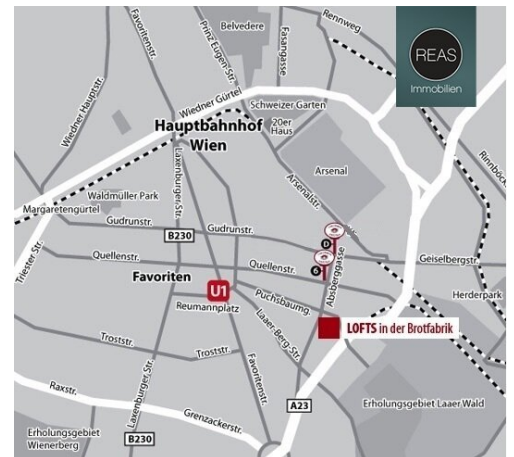 REAS
Immobilien
Belvedere
Rennweg
Favoritenstr.
Prinz Eugen-Str.
Fasangasse
Wiedner Hauptstr.
Wiedner Gürtel
Schweizer Garten
Hauptbahnhof
Wien
20er
Haus
Arsenal
Rinnböck
Laxenburger-Str.
Arsenalstr.
Waldmüller Park
Margaretengürtel
Gudrunstr.
B230
Gudrunstr.
D
Triester Str.
Quellenstr.
Quellenstr.
6
Geiselbergstr.
Favoriten
U1
Absberggasse
Herderpark
Reumannplatz
Puchsbaumg.
LOFTS in der Brotfabrik
Laaer-Berg-Str.
Troststr.
Troststr.
Raxstr.
Laxenburger Str.
Favoritenstr.
Grenzackerstr.
A23
Erholungsgebiet Laaer Wald
Erholungsgebiet
Wienerberg
B230